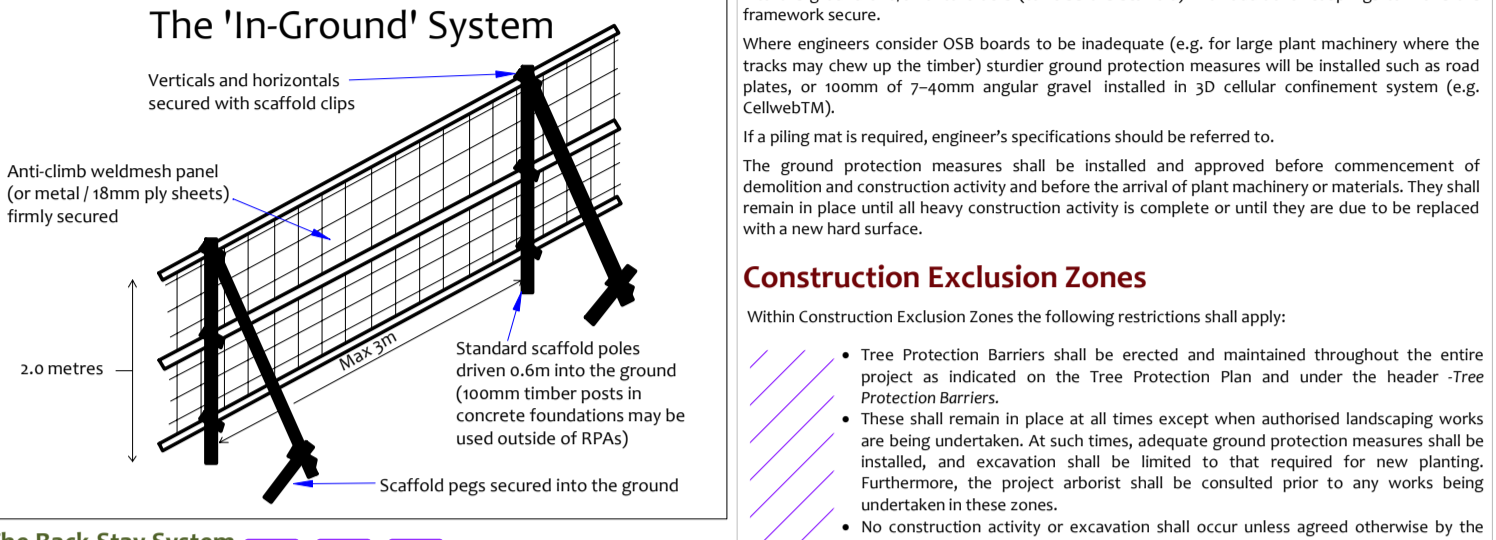 The 'In-Ground' System
Verticals and horizontals
secured with scaffold clips
Anti-climb weldmesh panel
(or metal / 18mm ply sheets)
firmly secured
2.0 metres
Max 3m
Standard scaffold poles
driven 0.6m into the ground
(100mm timber posts in
concrete foundations may be
used outside of RPAs)
Scaffold pegs secured into the ground
The Back-Stay System
framework secure.
Where engineers consider OSB boards to be inadequate (e.g. for large plant machinery where the
tracks may chew up the timber) sturdier ground protection measures will be installed such as road
plates, or 100mm of 7–40mm angular gravel installed in 3D cellular confinement system (e.g.
CellwebTM).
If a piling mat is required, engineer's specifications should be referred to.
The ground protection measures shall be installed and approved before commencement of
demolition and construction activity and before the arrival of plant machinery or materials. They shall
remain in place until all heavy construction activity is complete or until they are due to be replaced
with a new hard surface.
Construction Exclusion Zones
Within Construction Exclusion Zones the following restrictions shall apply:
• Tree Protection Barriers shall be erected and maintained throughout the entire
project as indicated on the Tree Protection Plan and under the header -Tree
Protection Barriers.
• These shall remain in place at all times except when authorised landscaping works
are being undertaken. At such times, adequate ground protection measures shall be
installed, and excavation shall be limited to that required for new planting.
Furthermore, the project arborist shall be consulted prior to any works being
undertaken in these zones.
• No construction activity or excavation shall occur unless agreed otherwise by the